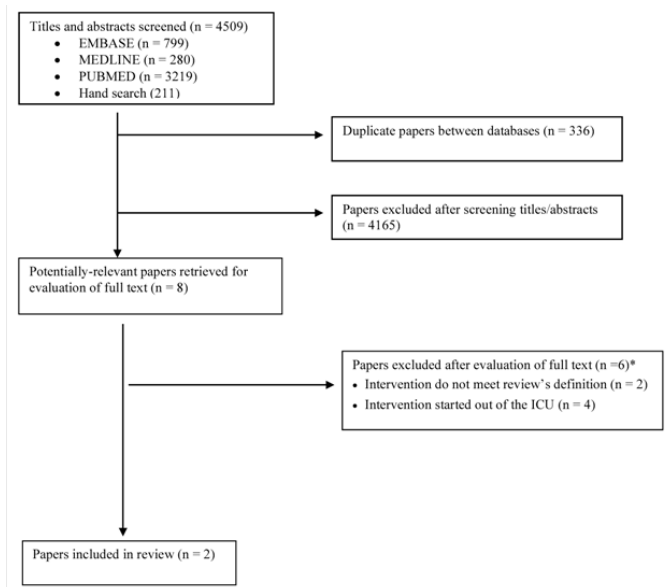 Titles and abstracts screened (n = 4509)
• EMBASE (n = 799)
• MEDLINE (n = 280)
• PUBMED (n = 3219)
• Hand search (211)
Duplicate papers between databases (n = 336)
Papers excluded after screening titles/abstracts
(n = 4165)
Potentially-relevant papers retrieved for
evaluation of full text (n = 8)
Papers excluded after evaluation of full text (n =6)*
• Intervention do not meet review's definition (n = 2)
• Intervention started out of the ICU (n = 4)
Papers included in review (n = 2)